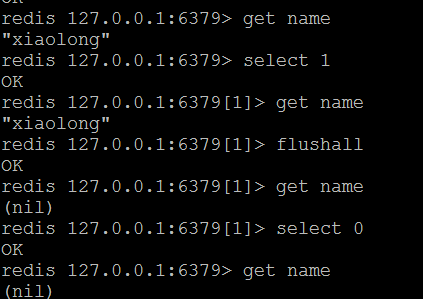 OK
redis 127.0.0.1:6379> get name
"xiaolong"
redis 127.0.0.1:6379> select 1
OK
redis 127.0.0.1:6379[1]> get name
"xiaolong"
redis 127.0.0.1:6379[1]> flushall
OK
redis 127.0.0.1:6379[1]> get name
(nil)
redis 127.0.0.1:6379[1]> select 0
OK
redis 127.0.0.1:6379> get name
(nil)